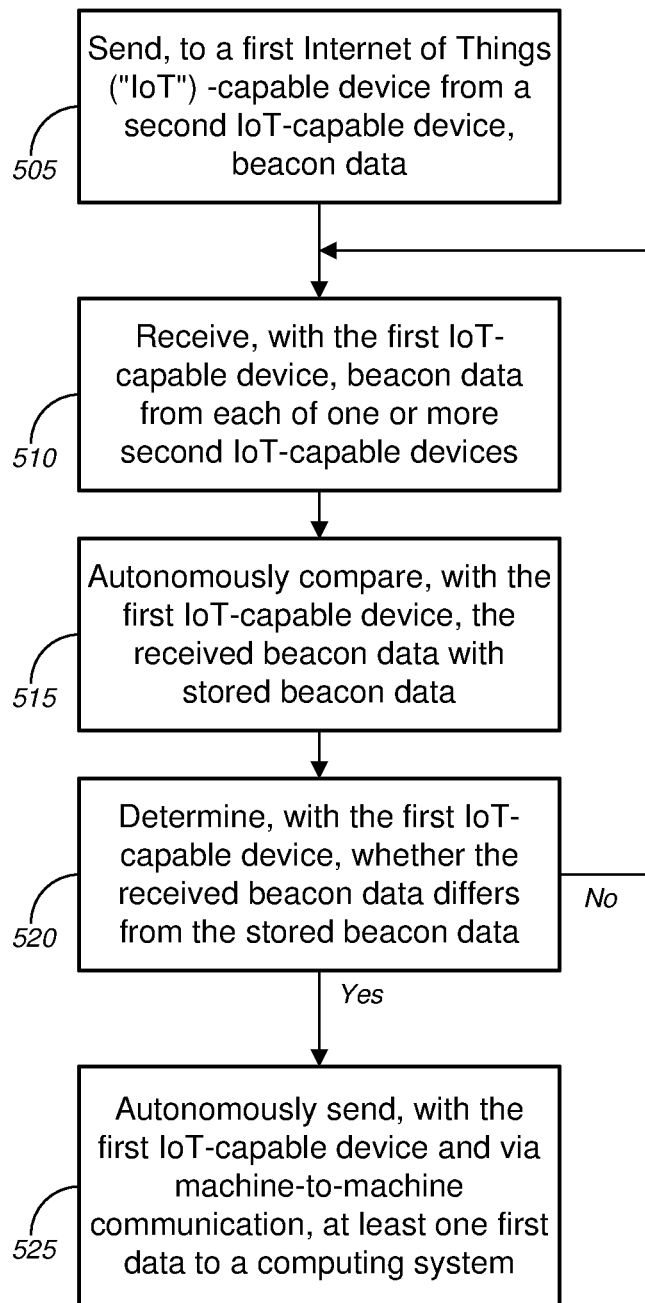 Send, to a first Internet of Things
("IoT") -capable device from a
second IoT-capable device,
beacon data
505
Receive, with the first IoT-
capable device, beacon data
from each of one or more
second IoT-capable devices
510
Autonomously compare, with the
first IoT-capable device, the
received beacon data with
stored beacon data
515
Determine, with the first IoT-
capable device, whether the
received beacon data differs
from the stored beacon data
520
No
Yes
Autonomously send, with the
first IoT-capable device and via
machine-to-machine
communication, at least one first
data to a computing system
525